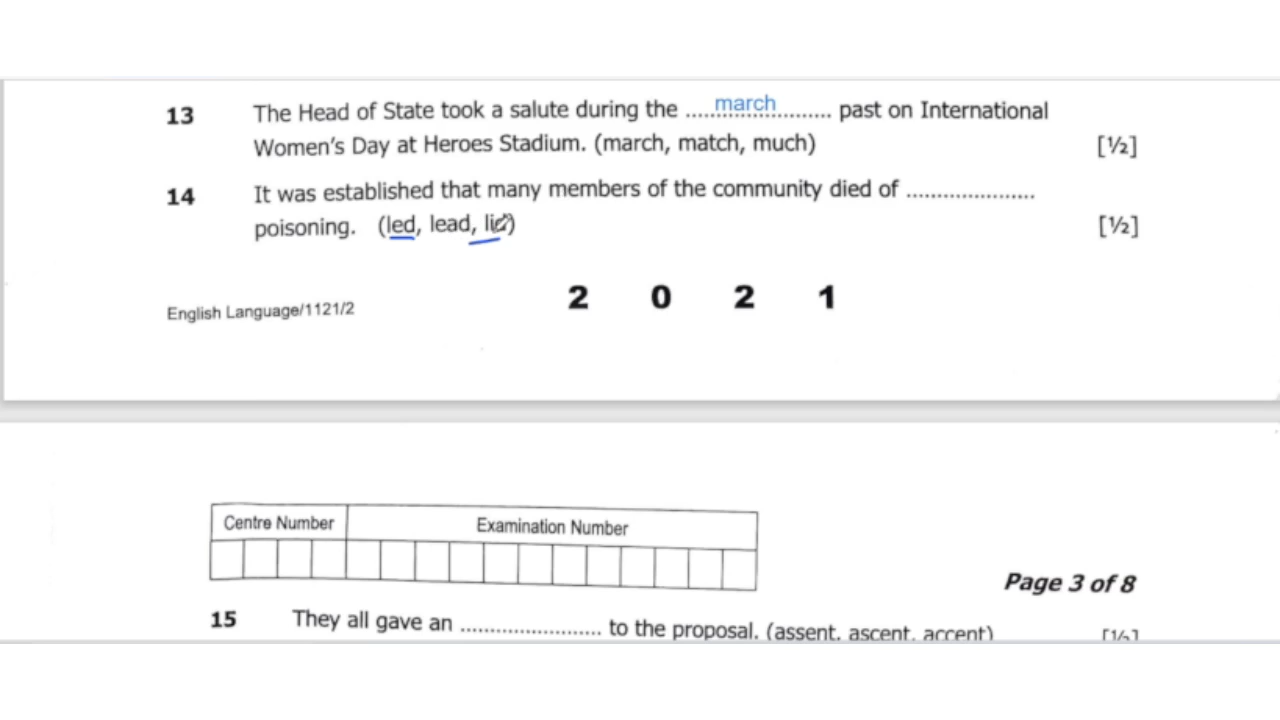 13 The Head of State took a salute during the .....march..... past on International
Women's Day at Heroes Stadium. (march, match, much) [½]
14 It was established that many members of the community died of ....................
poisoning. (led, lead, [½]
2 0 2 1
English Language/1121/2
Centre Number Examination Number
Page 3 of 8
15 They all gave an ...................... to the proposal. (assent, ascent, accent) [½]